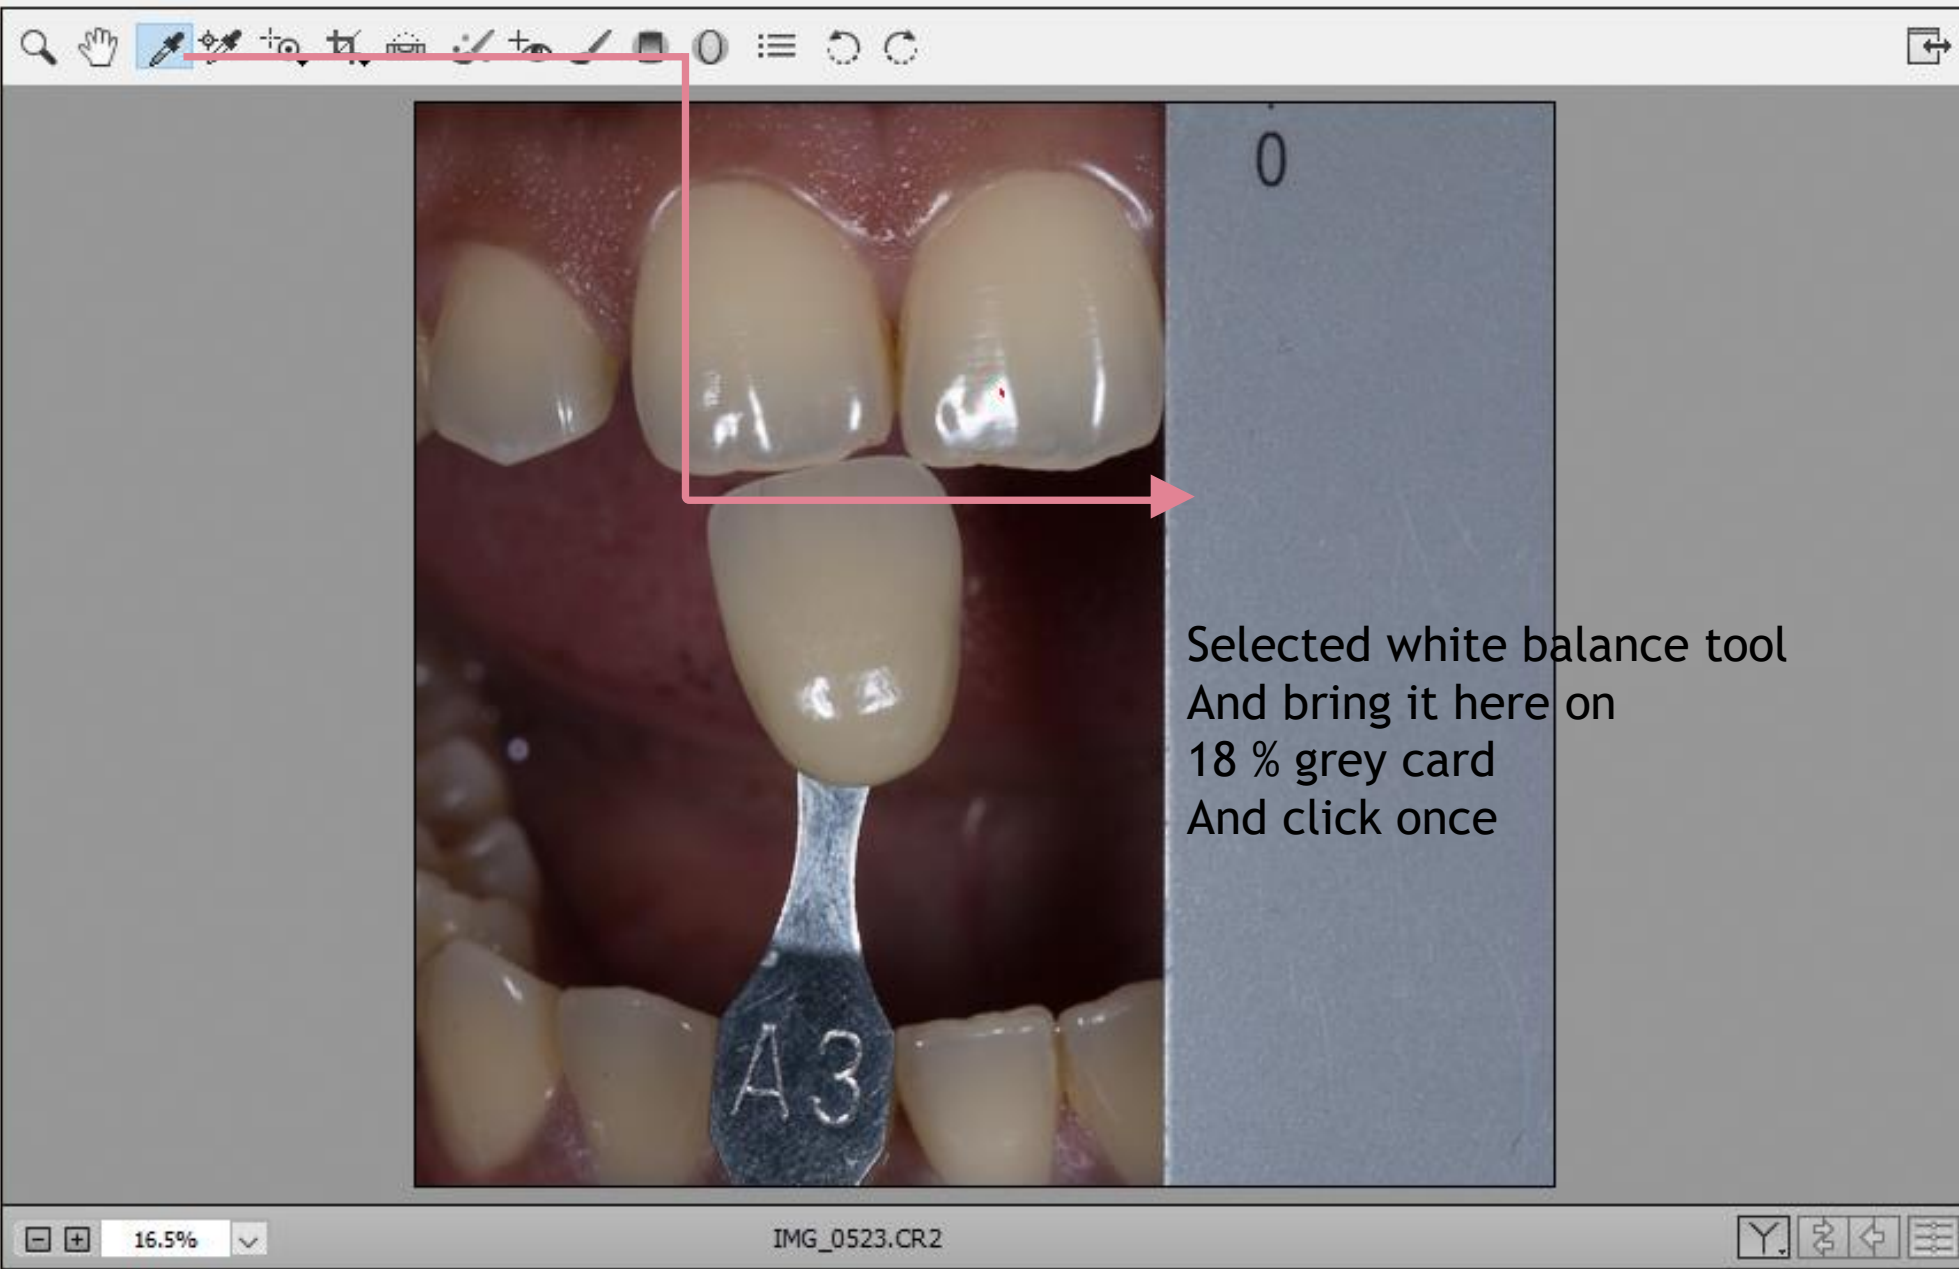 0
Selected white balance tool
And bring it here on
18 % grey card
And click once
A3
16.5%
IMG_0523.CR2